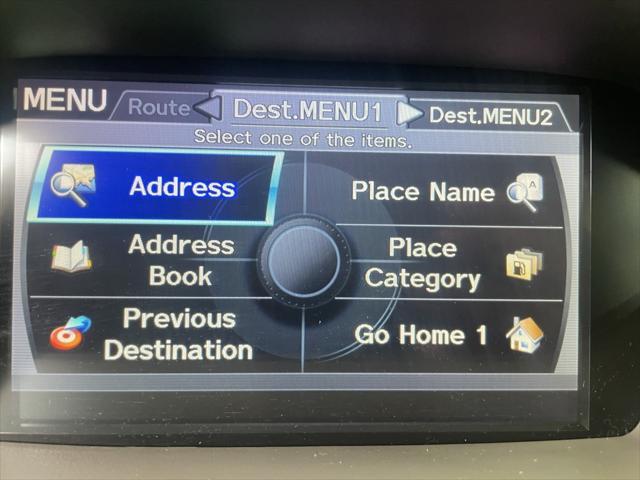 MENU
Route
Dest.MENU1
Dest.MENU2
Select one of the items.
Address
Place Name
A
Address
Book
Place
Category
Previous
Destination
Go Home 1